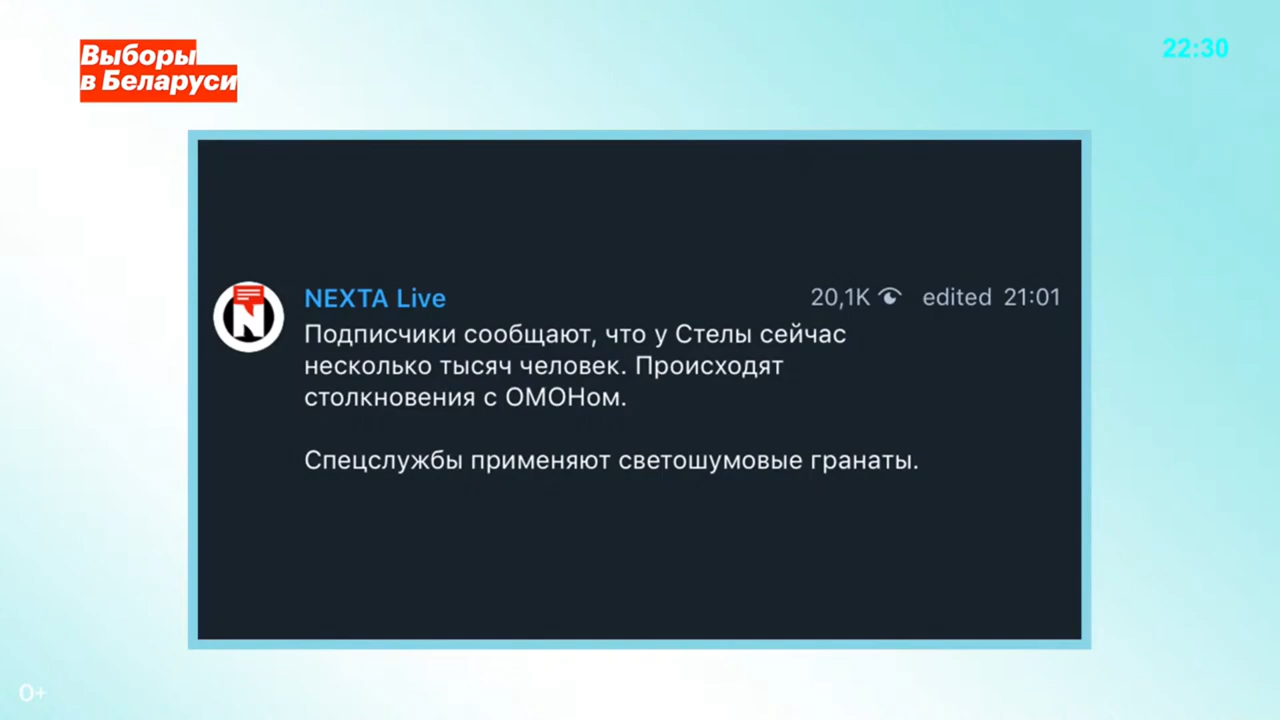 Выборы
в Беларуси
22:30
NEXTA Live
20,1K edited 21:01
Подписчики сообщают, что у Стелы сейчас
несколько тысяч человек. Происходят
столкновения с ОМОНом.
Спецслужбы применяют светошумовые гранаты.
N
0+